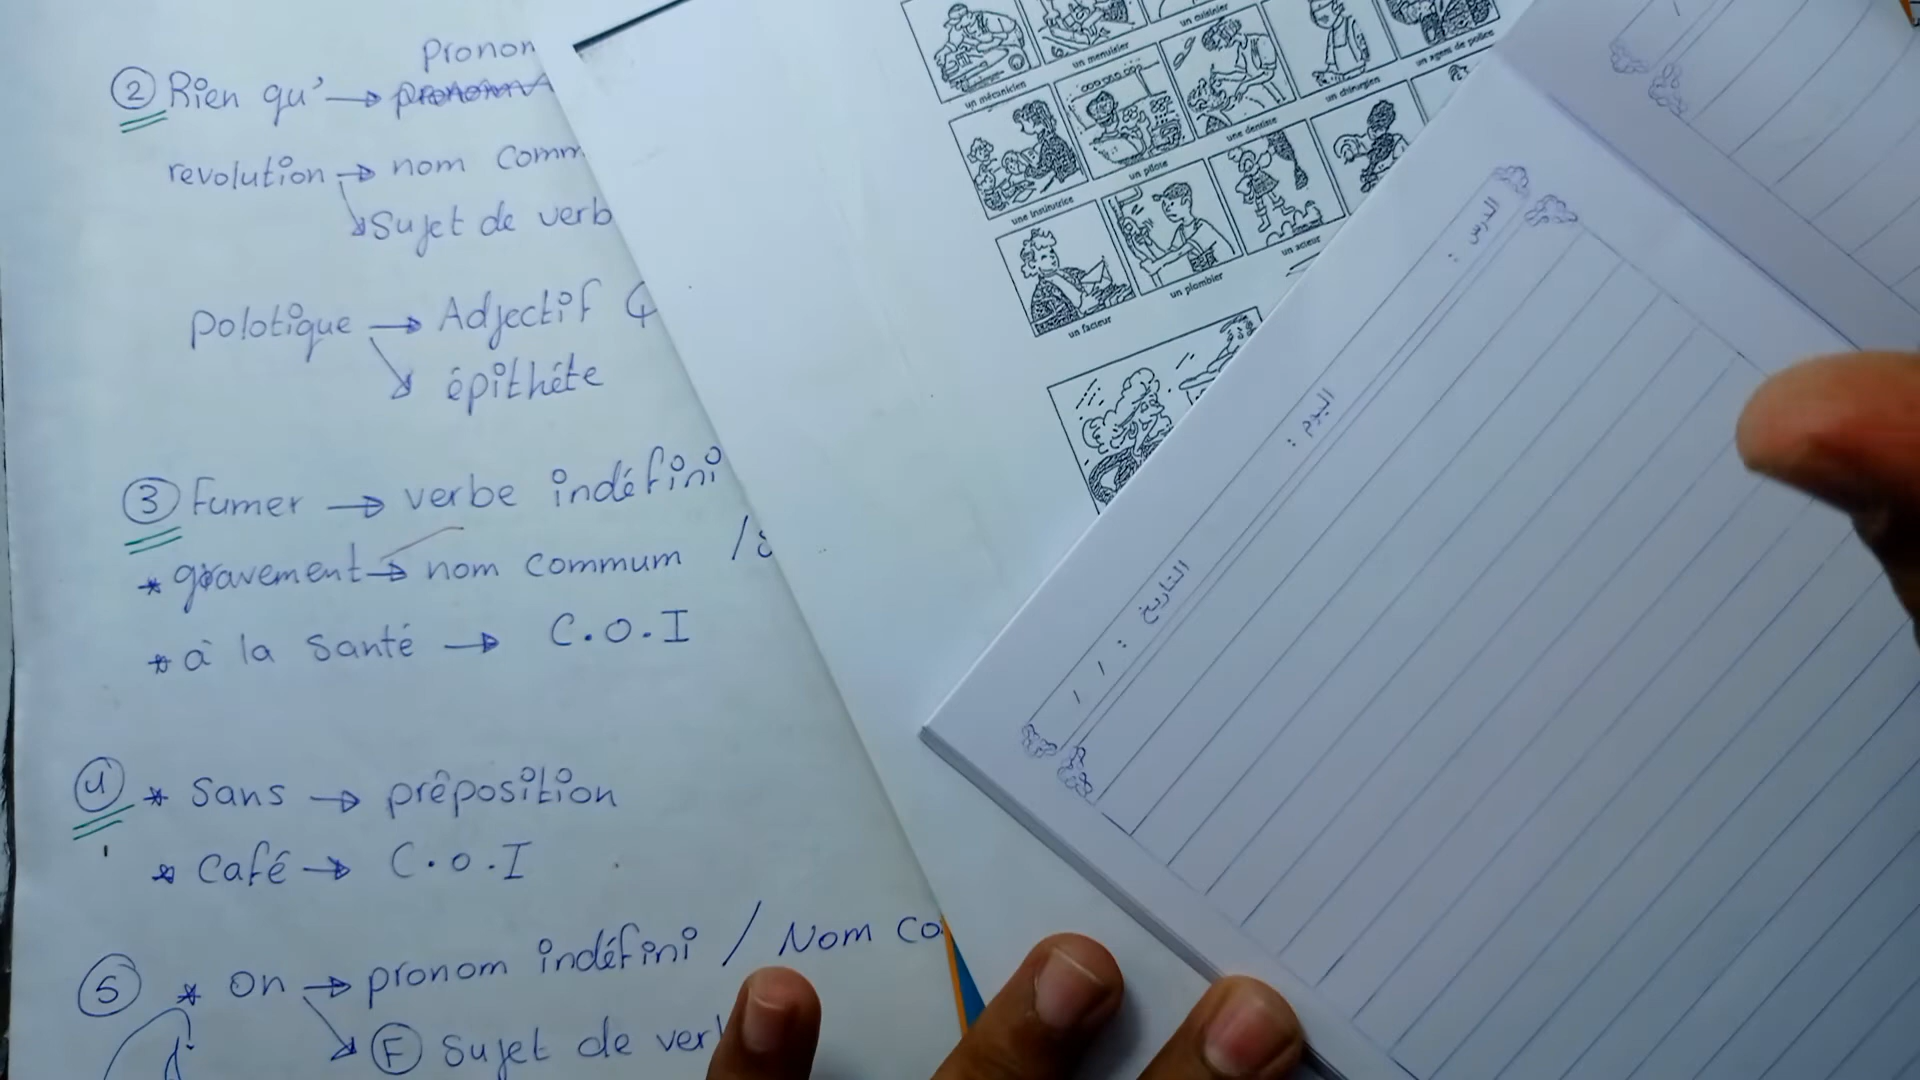 ② Rien qu' → pronom
revolution → nom comm
↘ Sujet de verb
Polotique → Adjectif
↘ épithéte
③ Fumer → verbe indéfini
* gravement → nom commum /
* à la santé → C.O.I
④ * Sans → préposition
* Café → C.O.I
⑤ * on → pronom indéfini / Nom co
↘ Ⓕ Sujet de ver
un cuisinier
un menuisier
un agent de police
un mécanicien
un chirurgien
une dentiste
un pilote
une institutrice
un acteur
un plombier
un facteur
الدرس :
اليوم :
التاريخ : / /